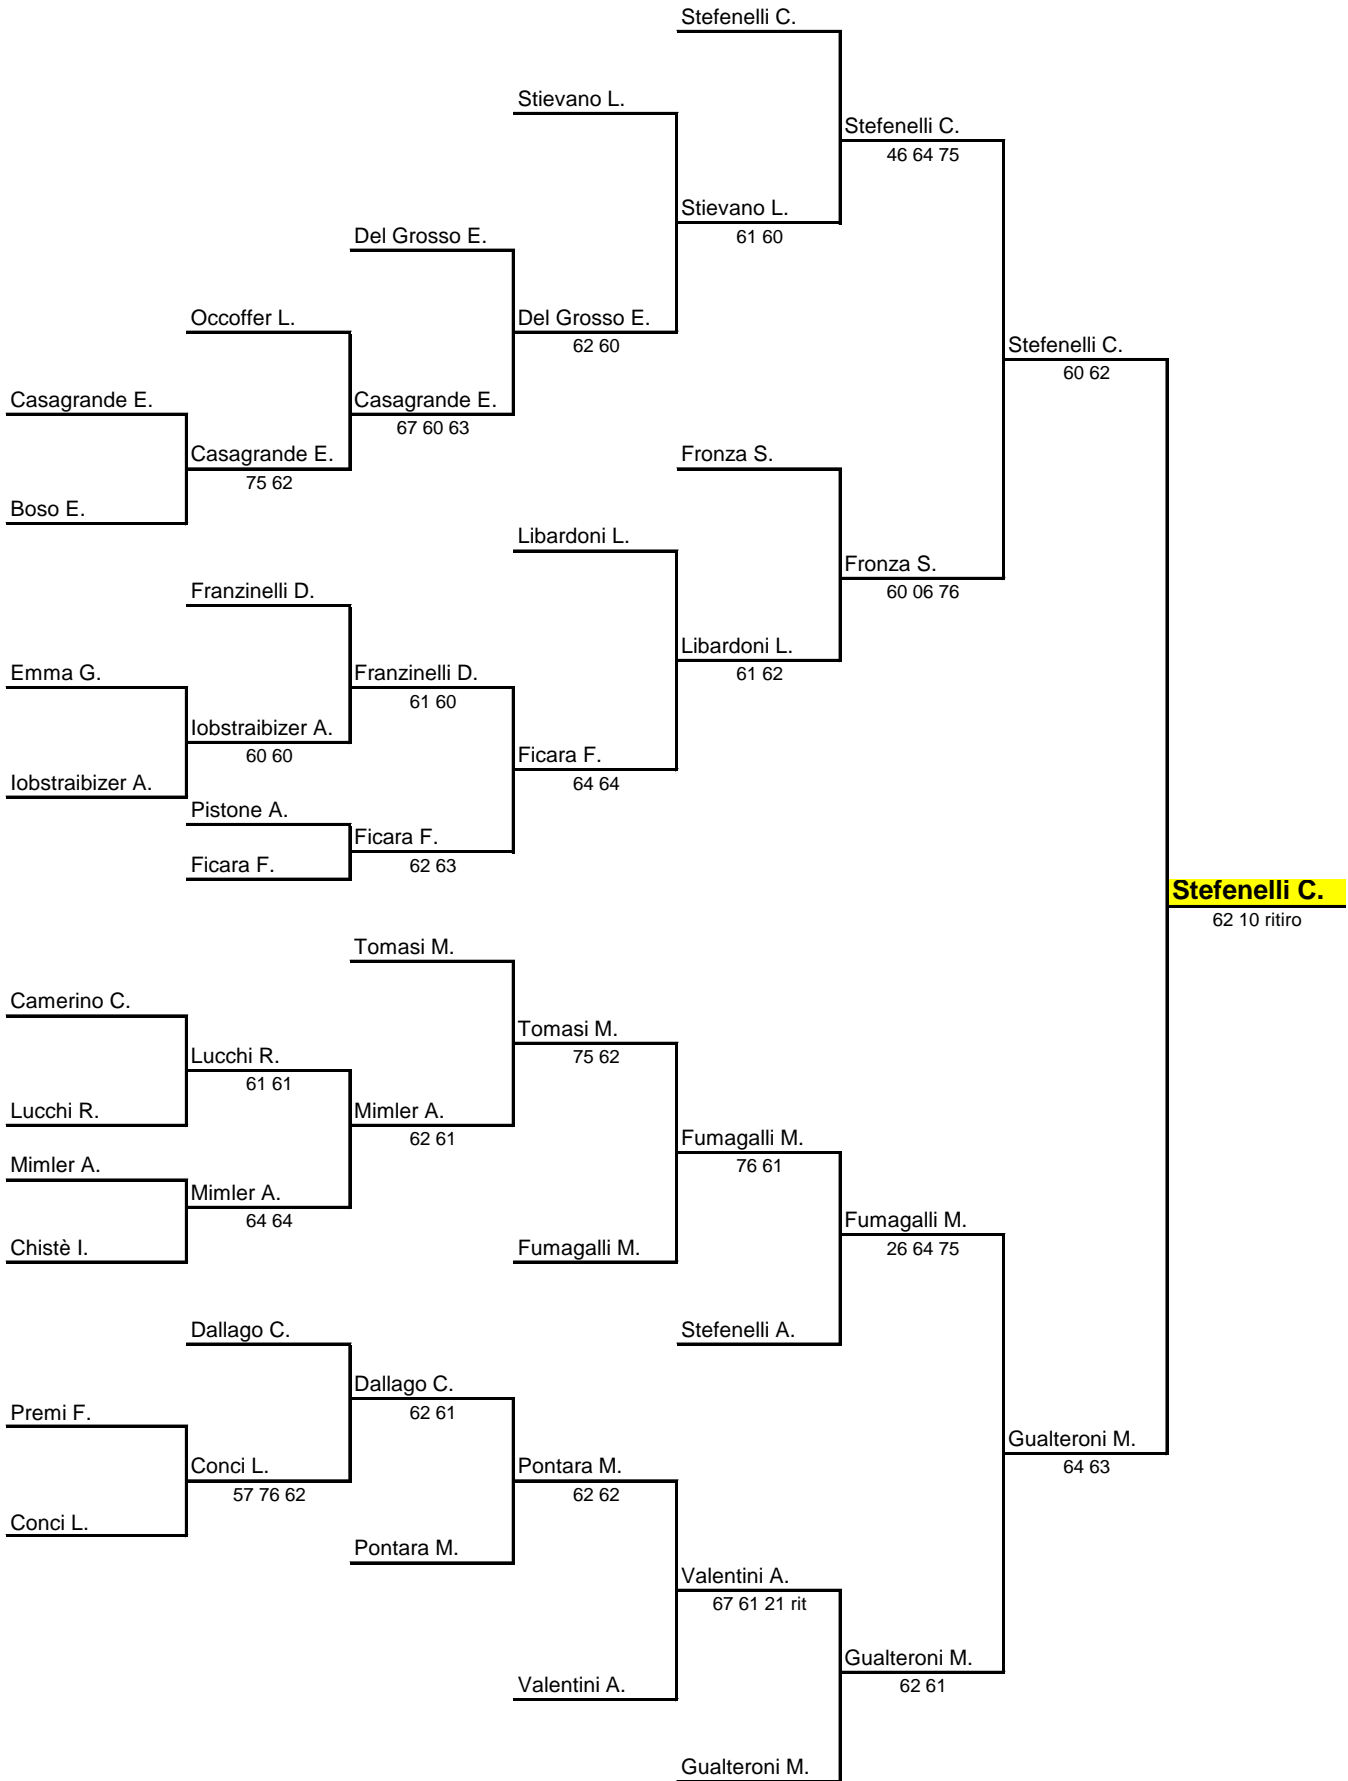 Stefenelli C.
Stievano L.
Stefenelli C.
46 64 75
Stievano L.
61 60
Del Grosso E.
Occoffer L.
Del Grosso E.
62 60
Stefenelli C.
60 62
Casagrande E.
Casagrande E.
67 60 63
Casagrande E.
75 62
Fronza S.
Boso E.
Libardoni L.
Fronza S.
60 06 76
Franzinelli D.
Libardoni L.
61 62
Emma G.
Franzinelli D.
61 60
Iobstraibizer A.
60 60
Ficara F.
64 64
Iobstraibizer A.
Pistone A.
Ficara F.
62 63
Ficara F.
Stefenelli C.
62 10 ritiro
Tomasi M.
Camerino C.
Tomasi M.
75 62
Lucchi R.
61 61
Lucchi R.
Mimler A.
62 61
Fumagalli M.
76 61
Mimler A.
Mimler A.
64 64
Fumagalli M.
26 64 75
Chistè I.
Fumagalli M.
Dallago C.
Stefenelli A.
Dallago C.
62 61
Premi F.
Gualteroni M.
64 63
Conci L.
57 76 62
Pontara M.
62 62
Conci L.
Pontara M.
Valentini A.
67 61 21 rit
Gualteroni M.
62 61
Valentini A.
Gualteroni M.